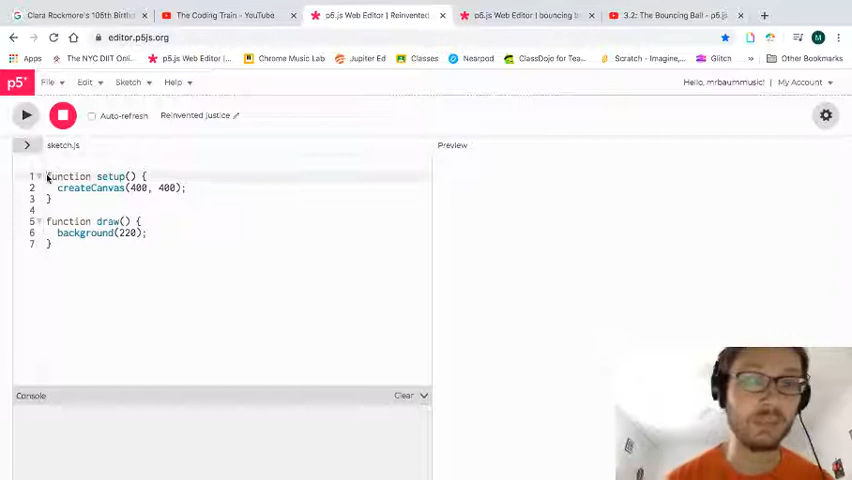 Clara Rockmore's 105th Birth
The Coding Train - YouTube
p5.js Web Editor | Reinvented
p5.js Web Editor | bouncing b
3.2: The Bouncing Ball - p5.js
editor.p5js.org
Apps
The NYC DIIT Onli...
p5.js Web Editor |...
Chrome Music Lab
Jupiter Ed
Classes
ClassDojo for Tea...
Scratch - Imagine,...
Glitch
Other Bookmarks
p5*
File
Edit
Sketch
Help
Hello, mrbaummusic!
My Account
Auto-refresh
Reinvented justice
sketch.js
Preview
1 function setup() {
2 createCanvas(400, 400);
3 }
4
5 function draw() {
6 background(220);
7 }
Console
Clear